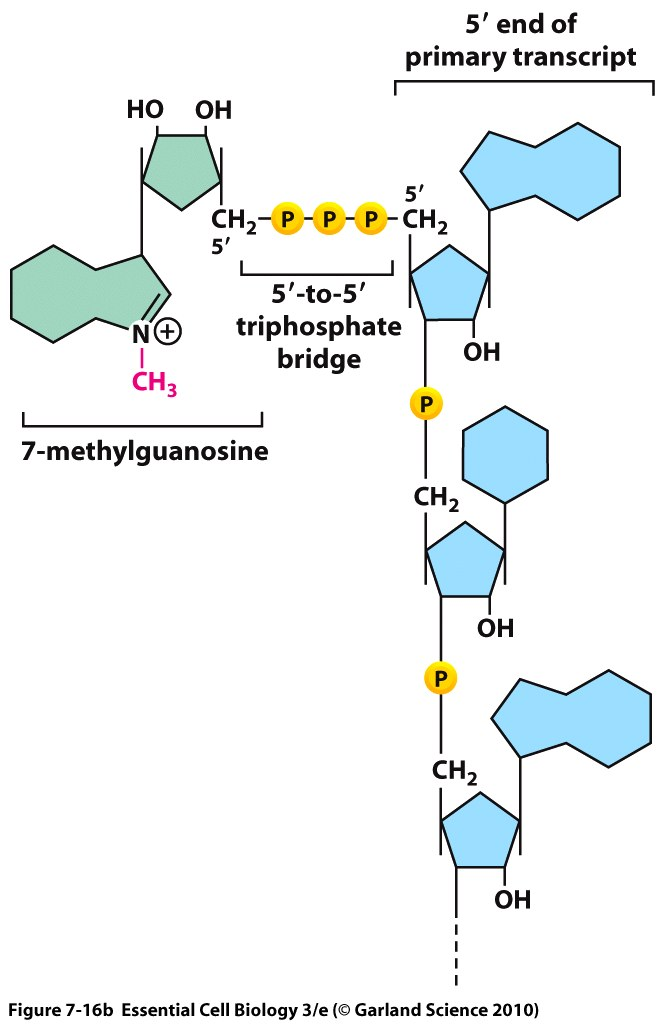 5′ end of
primary transcript
HO OH
CH₂ P P P CH₂
5′
5′
5′-to-5′
triphosphate
bridge
N +
CH₃
7-methylguanosine
OH
P
CH₂
OH
P
CH₂
OH
Figure 7-16b Essential Cell Biology 3/e (© Garland Science 2010)